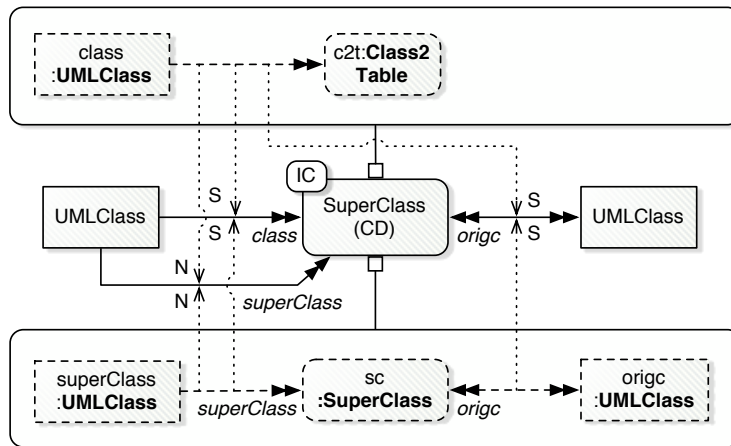 class
:UMLClass
c2t:Class2
Table
IC
UMLClass
S
S
class
SuperClass
(CD)
origc
S
S
UMLClass
N
N
superClass
superClass
:UMLClass
superClass
sc
:SuperClass
origc
origc
:UMLClass